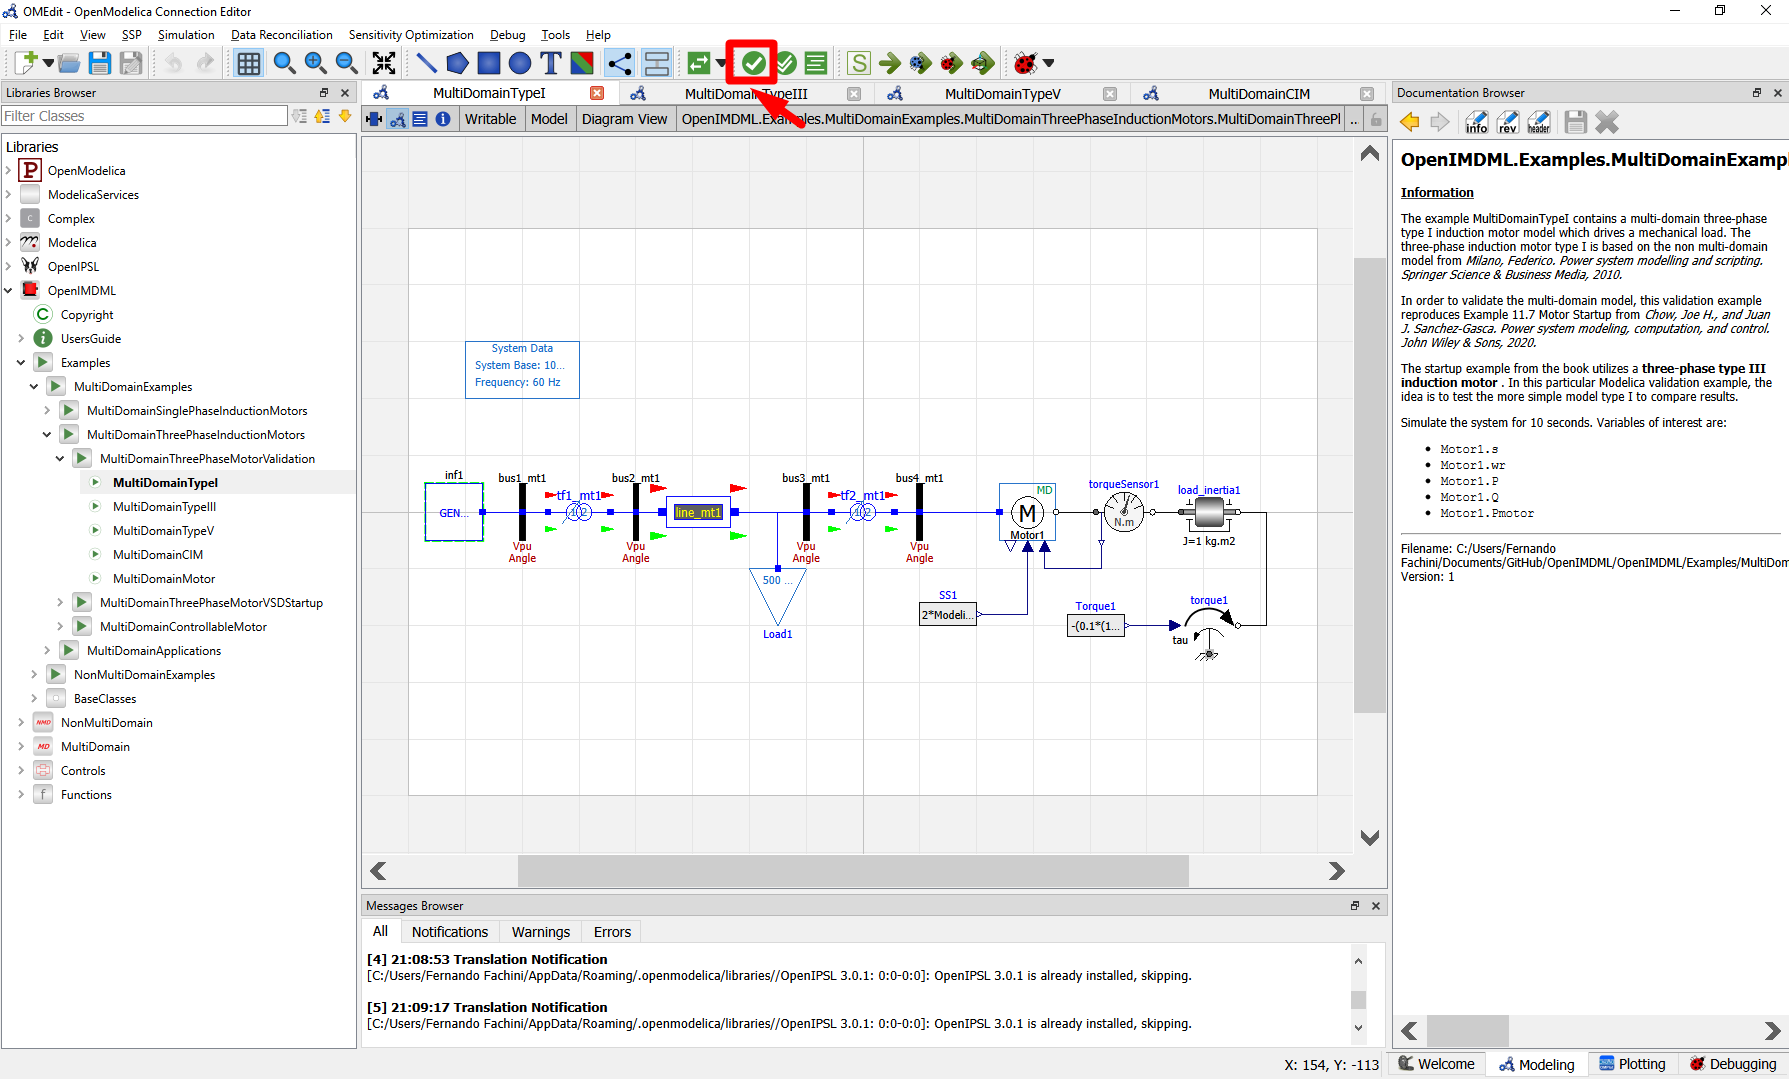 OMEdit - OpenModelica Connection Editor
File Edit View SSP Simulation Data Reconciliation Sensitivity Optimization Debug Tools Help
T
S
Libraries Browser
Filter Classes
Libraries
P OpenModelica
ModelicaServices
C Complex
Modelica
OpenIPSL
OpenIMDML
C Copyright
i UsersGuide
Examples
MultiDomainExamples
MultiDomainSinglePhaseInductionMotors
MultiDomainThreePhaseInductionMotors
MultiDomainThreePhaseMotorValidation
MultiDomainTypeI
MultiDomainTypeIII
MultiDomainTypeV
MultiDomainCIM
MultiDomainMotor
MultiDomainThreePhaseMotorVSDStartup
MultiDomainControllableMotor
MultiDomainApplications
NonMultiDomainExamples
BaseClasses
NMD NonMultiDomain
MD MultiDomain
Controls
f Functions
MultiDomainTypeI MultiDomainTypeIII MultiDomainTypeV MultiDomainCIM
Writable Model Diagram View OpenIMDML.Examples.MultiDomainExamples.MultiDomainThreePhaseInductionMotors.MultiDomainThreePl ...
System Data
System Base: 10...
Frequency: 60 Hz
inf1 bus1_mt1 bus2_mt1 bus3_mt1 bus4_mt1
tf1_mt1 tf2_mt1 MD torqueSensor1 load_inertia1
GEN... 1 2 line_mt1 1 2 M N.m
Motor1 J=1 kg.m2
Vpu Vpu Vpu Vpu
Angle Angle Angle Angle
500 ...
Load1
SS1
2*Modeli...
Torque1
-(0.1*(1...
torque1
tau
Messages Browser
All Notifications Warnings Errors
[4] 21:08:53 Translation Notification
[C:/Users/Fernando Fachini/AppData/Roaming/.openmodelica/libraries//OpenIPSL 3.0.1: 0:0-0:0]: OpenIPSL 3.0.1 is already installed, skipping.
[5] 21:09:17 Translation Notification
[C:/Users/Fernando Fachini/AppData/Roaming/.openmodelica/libraries//OpenIPSL 3.0.1: 0:0-0:0]: OpenIPSL 3.0.1 is already installed, skipping.
Documentation Browser
info rev header
OpenIMDML.Examples.MultiDomainExamp
Information
The example MultiDomainTypeI contains a multi-domain three-phase
type I induction motor model which drives a mechanical load. The
three-phase induction motor type I is based on the non multi-domain
model from Milano, Federico. Power system modelling and scripting.
Springer Science & Business Media, 2010.
In order to validate the multi-domain model, this validation example
reproduces Example 11.7 Motor Startup from Chow, Joe H., and Juan
J. Sanchez-Gasca. Power system modeling, computation, and control.
John Wiley & Sons, 2020.
The startup example from the book utilizes a three-phase type III
induction motor . In this particular Modelica validation example, the
idea is to test the more simple model type I to compare results.
Simulate the system for 10 seconds. Variables of interest are:
• Motor1.s
• Motor1.wr
• Motor1.P
• Motor1.Q
• Motor1.Pmotor
Filename: C:/Users/Fernando
Fachini/Documents/GitHub/OpenIMDML/OpenIMDML/Examples/MultiDom
Version: 1
X: 154, Y: -113 Welcome Modeling Plotting Debugging